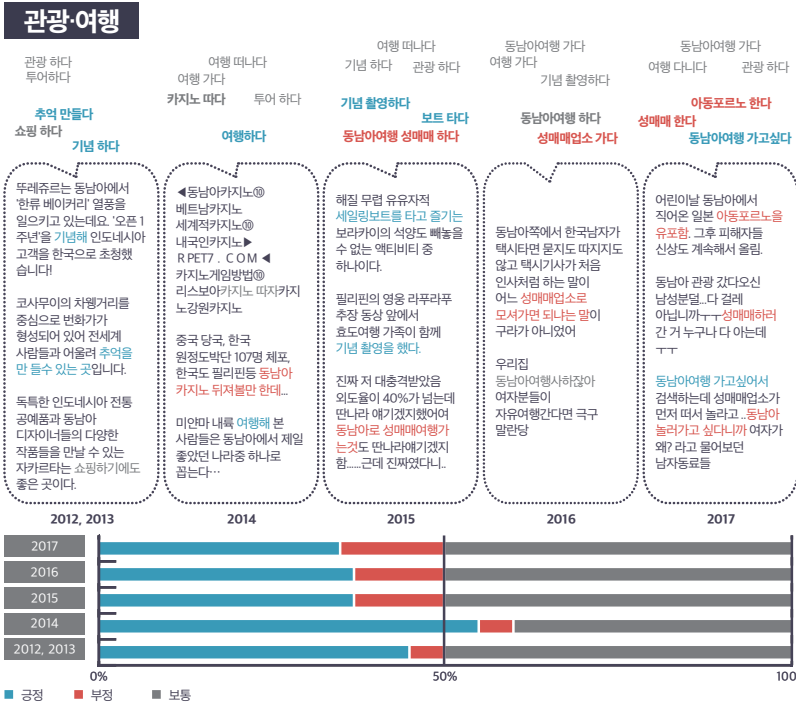 관광·여행
관광 하다
투어하다
추억 만들다
쇼핑 하다
기념 하다
여행 떠나다
여행 가다
카지노 따다
투어 하다
여행하다
여행 떠나다
기념 하다
관광 하다
기념 촬영하다
보트 타다
동남아여행 성매매 하다
동남아여행 가다
여행 가다
기념 촬영하다
동남아여행 하다
성매매업소 가다
동남아여행 가다
여행 다니다
관광 하다
아동포르노 한다
성매매 한다
동남아여행 가고싶다
뚜레쥬르는 동남아에서
'한류 베이커리' 열풍을
일으키고 있는데요. '오픈 1
주년'을 기념해 인도네시아
고객을 한국으로 초청했
습니다!
코사무이의 차웽거리를
중심으로 번화가가
형성되어 있어 전세계
사람들과 어울려 추억을
만 들수 있는 곳입니다.
독특한 인도네시아 전통
공예품과 동남아
디자이너들의 다양한
작품들을 만날 수 있는
자카르타는 쇼핑하기에도
좋은 곳이다.
2012, 2013
◀동남아카지노⑩
베트남카지노
세계적카지노⑩
내국인카지노▶
R PET7 . C O M ◀
카지노게임방법⑩
리스보아카지노 따자카지
노강원카지노
중국 당국, 한국
원정도박단 107명 체포,
한국도 필리핀등 동남아
카지노 뒤져볼만 한데...
미얀마 내륙 여행해 본
사람들은 동남아에서 제일
좋았던 나라중 하나로
꼽는다…
2014
해질 무렵 유유자적
세일링보트를 타고 즐기는
보라카이의 석양도 빼놓을
수 없는 액티비티 중
하나이다.
필리핀의 영웅 라푸라푸
추장 동상 앞에서
효도여행 가족이 함께
기념 촬영을 했다.
진짜 저 대충격받았음
외도율이 40%가 넘는데
딴나라 얘기겠지했어여
동남아로 성매매여행가
는것도 딴나라얘기겠지
함......근데 진짜였다니..
2015
동남아쪽에서 한국남자가
택시타면 묻지도 따지지도
않고 택시기사가 처음
인사처럼 하는 말이
어느 성매매업소로
모셔가면 되냐는 말이
구라가 아니었어
우리집
동남아여행사하잖아
여자분들이
자유여행간다면 극구
말란당
2016
어린이날 동남아에서
직어온 일본 아동포르노을
유포함. 그후 피해자들
신상도 계속해서 올림.
동남아 관광 갔다오신
남성분덜...다 걸레
아닙니까ㅜㅜ성매매하러
간 거 누구나 다 아는데
ㅜㅜ
동남아여행 가고싶어서
검색하는데 성매매업소가
먼저 떠서 놀라고 ..동남아
놀러가고 싶다니까 여자가
왜? 라고 물어보던
남자동료들
2017
2017
2016
2015
2014
2012, 2013
0%
50%
100
긍정
부정
보통